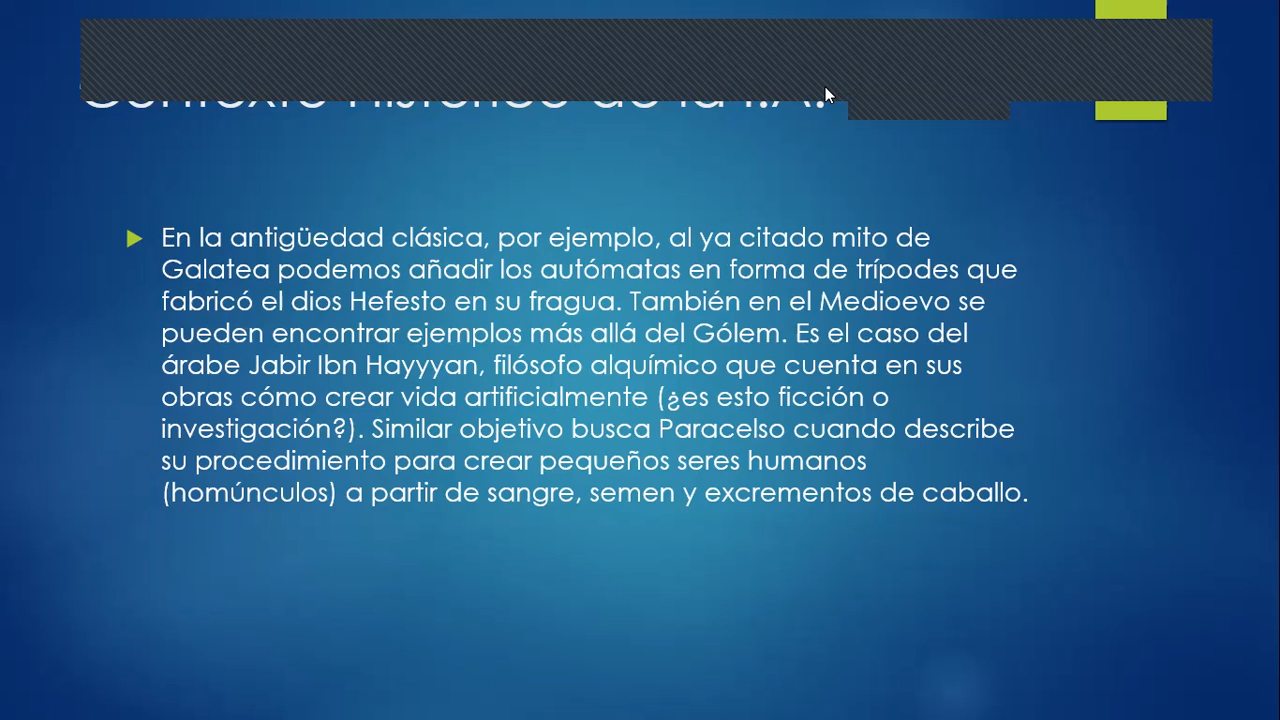 Contexto Histórico de la I.A.
En la antigüedad clásica, por ejemplo, al ya citado mito de
Galatea podemos añadir los autómatas en forma de trípodes que
fabricó el dios Hefesto en su fragua. También en el Medioevo se
pueden encontrar ejemplos más allá del Gólem. Es el caso del
árabe Jabir Ibn Hayyyan, filósofo alquímico que cuenta en sus
obras cómo crear vida artificialmente (¿es esto ficción o
investigación?). Similar objetivo busca Paracelso cuando describe
su procedimiento para crear pequeños seres humanos
(homúnculos) a partir de sangre, semen y excrementos de caballo.